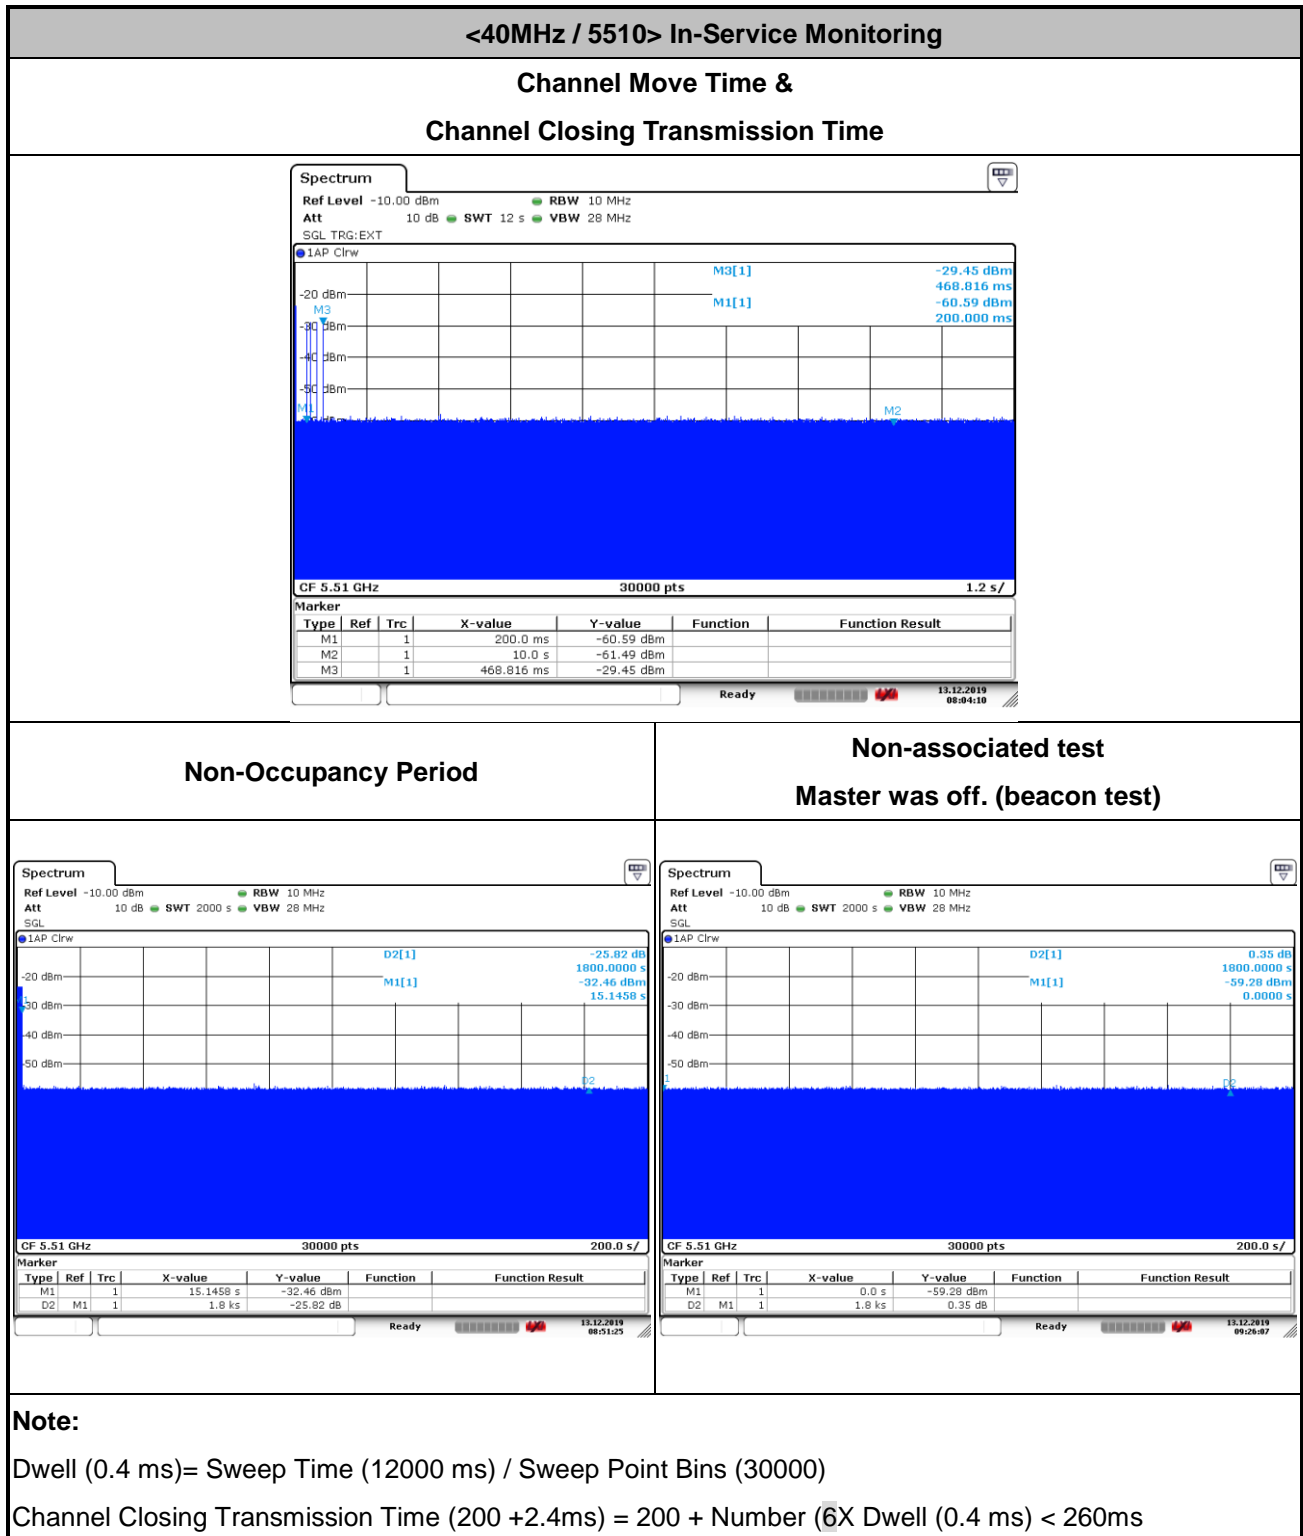 <40MHz / 5510> In-Service Monitoring
Channel Move Time &
Channel Closing Transmission Time
Spectrum
Ref Level -10.00 dBm RBW 10 MHz
Att 10 dB SWT 12 s VBW 28 MHz
SGL TRG:EXT
1AP Clrw
M3[1] -29.45 dBm
468.816 ms
-20 dBm
M1[1] -60.59 dBm
M3
200.000 ms
-30 dBm
-40 dBm
-50 dBm
M1
M2
CF 5.51 GHz 30000 pts 1.2 s/
Marker
Type Ref Trc X-value Y-value Function Function Result
M1 1 200.0 ms -60.59 dBm
M2 1 10.0 s -61.49 dBm
M3 1 468.816 ms -29.45 dBm
Ready 13.12.2019
08:04:10
Non-Occupancy Period
Non-associated test
Master was off. (beacon test)
Spectrum
Ref Level -10.00 dBm RBW 10 MHz
Att 10 dB SWT 2000 s VBW 28 MHz
SGL
1AP Clrw
D2[1] -25.82 dB
1800.0000 s
-20 dBm
M1[1] -32.46 dBm
15.1458 s
-30 dBm
-40 dBm
-50 dBm
D2
CF 5.51 GHz 30000 pts 200.0 s/
Marker
Type Ref Trc X-value Y-value Function Function Result
M1 1 15.1458 s -32.46 dBm
D2 M1 1 1.8 ks -25.82 dB
Ready 13.12.2019
08:51:25
Spectrum
Ref Level -10.00 dBm RBW 10 MHz
Att 10 dB SWT 2000 s VBW 28 MHz
SGL
1AP Clrw
D2[1] 0.35 dB
1800.0000 s
-20 dBm
M1[1] -59.28 dBm
0.0000 s
-30 dBm
-40 dBm
-50 dBm
1
D2
CF 5.51 GHz 30000 pts 200.0 s/
Marker
Type Ref Trc X-value Y-value Function Function Result
M1 1 0.0 s -59.28 dBm
D2 M1 1 1.8 ks 0.35 dB
Ready 13.12.2019
09:26:07
Note:
Dwell (0.4 ms)= Sweep Time (12000 ms) / Sweep Point Bins (30000)
Channel Closing Transmission Time (200 +2.4ms) = 200 + Number (6X Dwell (0.4 ms) < 260ms